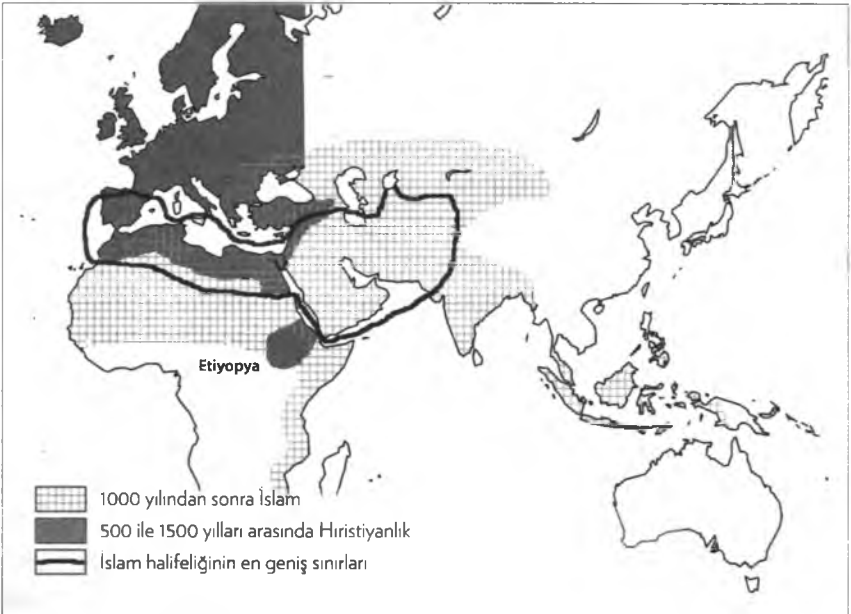 Etiyopya
1000 yılından sonra İslam
500 ile 1500 yılları arasında Hıristiyanlık
İslam halifeliğinin en geniş sınırları